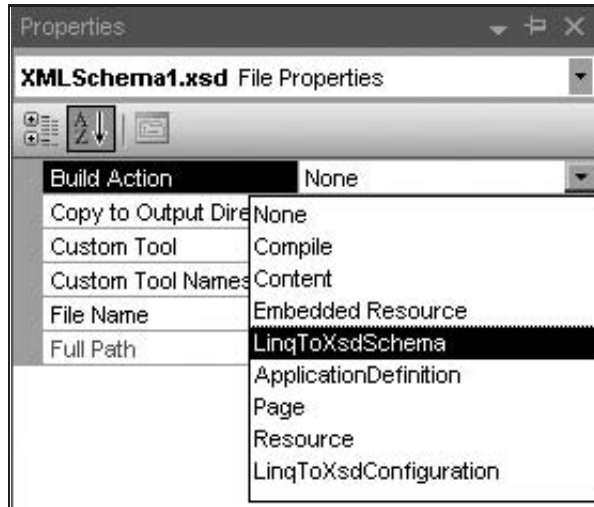 Properties
XMLSchema1.xsd File Properties
A Z
Build Action None
Copy to Output Dire
Custom Tool
Custom Tool Names
File Name
Full Path
None
Compile
Content
Embedded Resource
LinqToXsdSchema
ApplicationDefinition
Page
Resource
LinqToXsdConfiguration